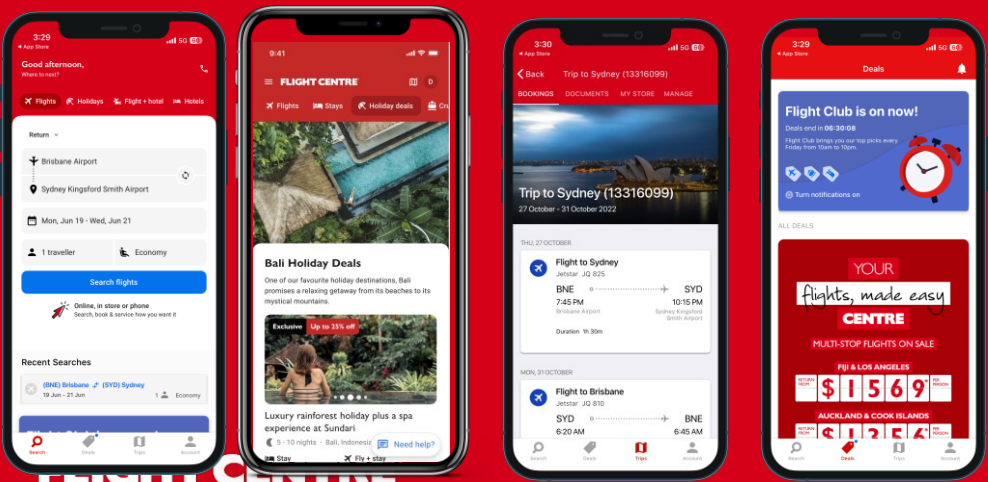 3:29
App Store
5G
Good afternoon,
Where to next?
Flights
Holidays
Flight + hotel
Hotels
Return
Brisbane Airport
Sydney Kingsford Smith Airport
Mon, Jun 19 - Wed, Jun 21
1 traveller
Economy
Search flights
Online, in store or phone
Search, book & service how you want it
Recent Searches
(BNE) Brisbane (SYD) Sydney
19 Jun - 21 Jun 1 Economy
Search Deals Trips Account
9:41
FLIGHT CENTRE
D
Flights Stays Holiday deals Cru
Bali Holiday Deals
One of our favourite holiday destinations, Bali
promises a relaxing getaway from its beaches to its
mystical mountains.
Exclusive Up to 25% off
Luxury rainforest holiday plus a spa
experience at Sundari
5 - 10 nights · Bali, Indonesia
Need help?
Stay Fly + stay
3:30
App Store
5G
Back Trip to Sydney (13316099)
BOOKINGS DOCUMENTS MY STORE MANAGE
Trip to Sydney (13316099)
27 October - 31 October 2022
THU, 27 OCTOBER
Flight to Sydney
Jetstar JQ 825
BNE SYD
7:45 PM 10:15 PM
Brisbane Airport Sydney Kingsford
Smith Airport
Duration 1h 30m
MON, 31 OCTOBER
Flight to Brisbane
Jetstar JQ 810
SYD BNE
6:20 AM 6:45 AM
Search Deals Trips Account
3:29
App Store
5G
Deals
Flight Club is on now!
Deals end in 06:30:08
Flight Club brings you our top picks every
Friday from 10am to 10pm.
Turn notifications on
ALL DEALS
YOUR
flights, made easy
CENTRE
MULTI-STOP FLIGHTS ON SALE
FIJI & LOS ANGELES
RETURN
FROM
$1569*
PER
PERSON
AUCKLAND & COOK ISLANDS
RETURN
FROM
$1356*
PER
PERSON
Search Deals Trips Account
FLIGHT CENTRE